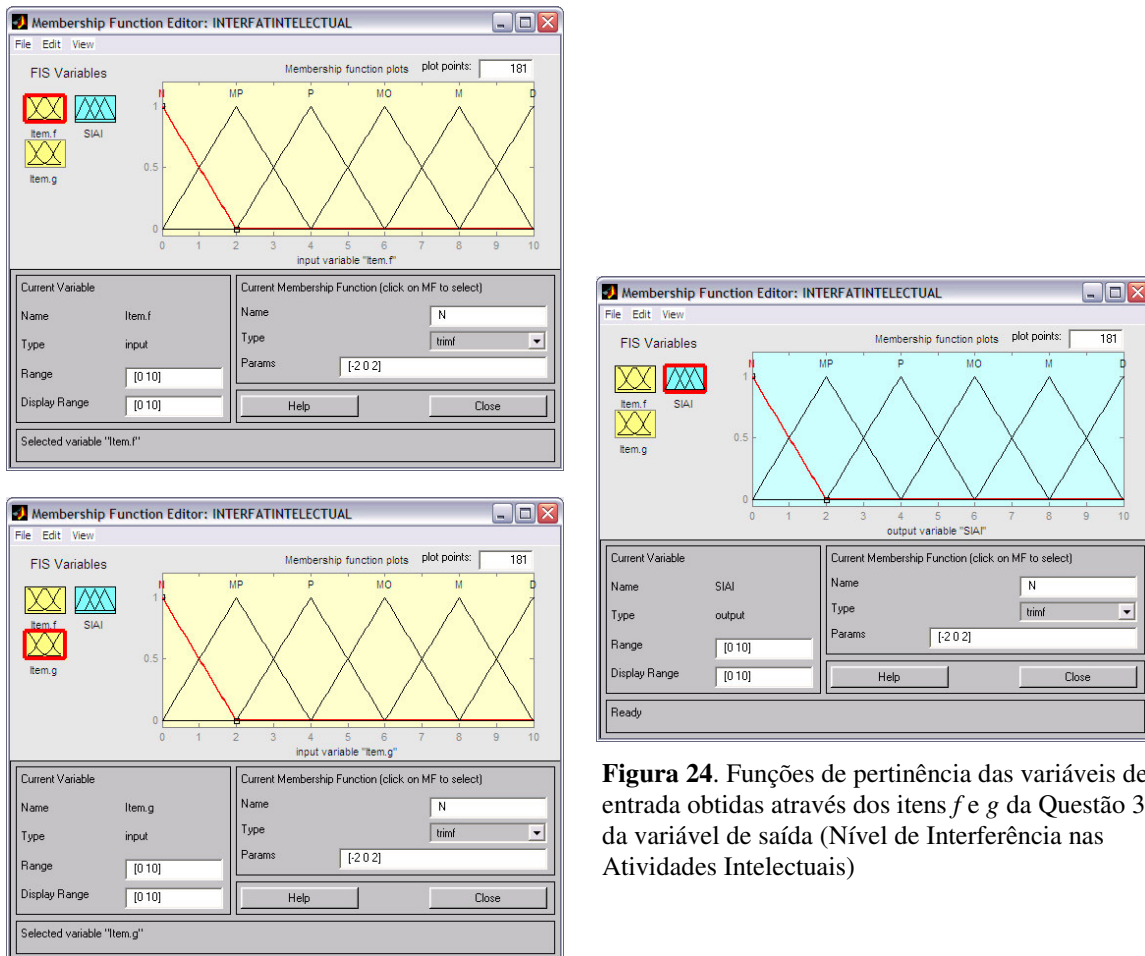 Membership Function Editor: INTERFATINTELECTUAL
File Edit View
FIS Variables
Membership function plots plot points: 181
Item.f SIAI
Item.g
N MP P MO M D
1
0.5
0
0 1 2 3 4 5 6 7 8 9 10
input variable "Item.f"
Current Variable
Name Item.f
Type input
Range [0 10]
Display Range [0 10]
Current Membership Function (click on MF to select)
Name N
Type trimf
Params [-2 0 2]
Help Close
Selected variable "Item.f"
Membership Function Editor: INTERFATINTELECTUAL
File Edit View
FIS Variables
Membership function plots plot points: 181
Item.f SIAI
Item.g
N MP P MO M D
1
0.5
0
0 1 2 3 4 5 6 7 8 9 10
input variable "Item.g"
Current Variable
Name Item.g
Type input
Range [0 10]
Display Range [0 10]
Current Membership Function (click on MF to select)
Name N
Type trimf
Params [-2 0 2]
Help Close
Selected variable "Item.g"
Membership Function Editor: INTERFATINTELECTUAL
File Edit View
FIS Variables
Membership function plots plot points: 181
Item.f SIAI
Item.g
N MP P MO M D
1
0.5
0
0 1 2 3 4 5 6 7 8 9 10
output variable "SIAI"
Current Variable
Name SIAI
Type output
Range [0 10]
Display Range [0 10]
Current Membership Function (click on MF to select)
Name N
Type trimf
Params [-2 0 2]
Help Close
Ready
Figura 24. Funções de pertinência das variáveis de
entrada obtidas através dos itens f e g da Questão 3
da variável de saída (Nível de Interferência nas
Atividades Intelectuais)